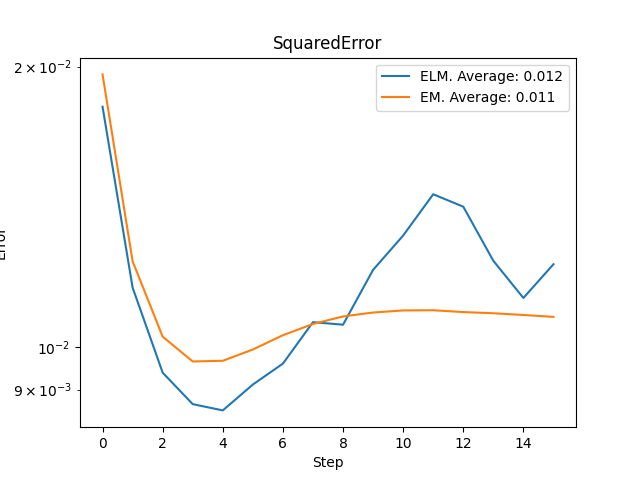 SquaredError
ELM. Average: 0.012
EM. Average: 0.011
2 × 10⁻²
10⁻²
9 × 10⁻³
Error
0 2 4 6 8 10 12 14
Step